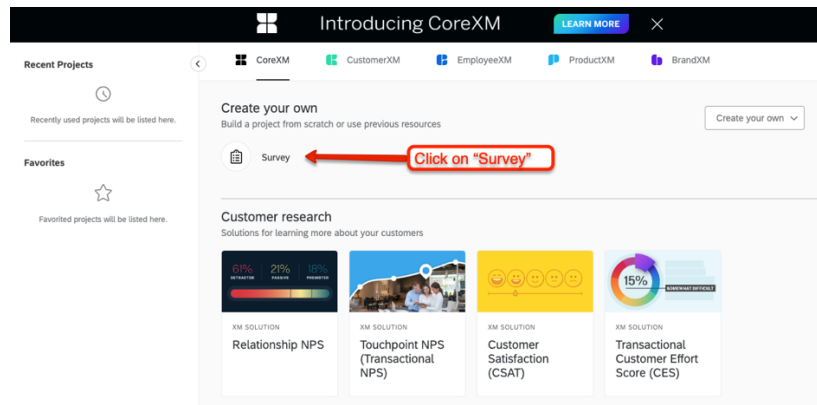 Introducing CoreXM
LEARN MORE
Recent Projects
Recently used projects will be listed here.
Favorites
Favorited projects will be listed here.
CoreXM
CustomerXM
EmployeeXM
ProductXM
BrandXM
Create your own
Build a project from scratch or use previous resources
Create your own
Survey
Click on “Survey”
Customer research
Solutions for learning more about your customers
61% 21% 18%
DETRACTOR PASSIVE PROMOTER
15%
SOMEWHAT DIFFICULT
XM SOLUTION
Relationship NPS
XM SOLUTION
Touchpoint NPS
(Transactional
NPS)
XM SOLUTION
Customer
Satisfaction
(CSAT)
XM SOLUTION
Transactional
Customer Effort
Score (CES)